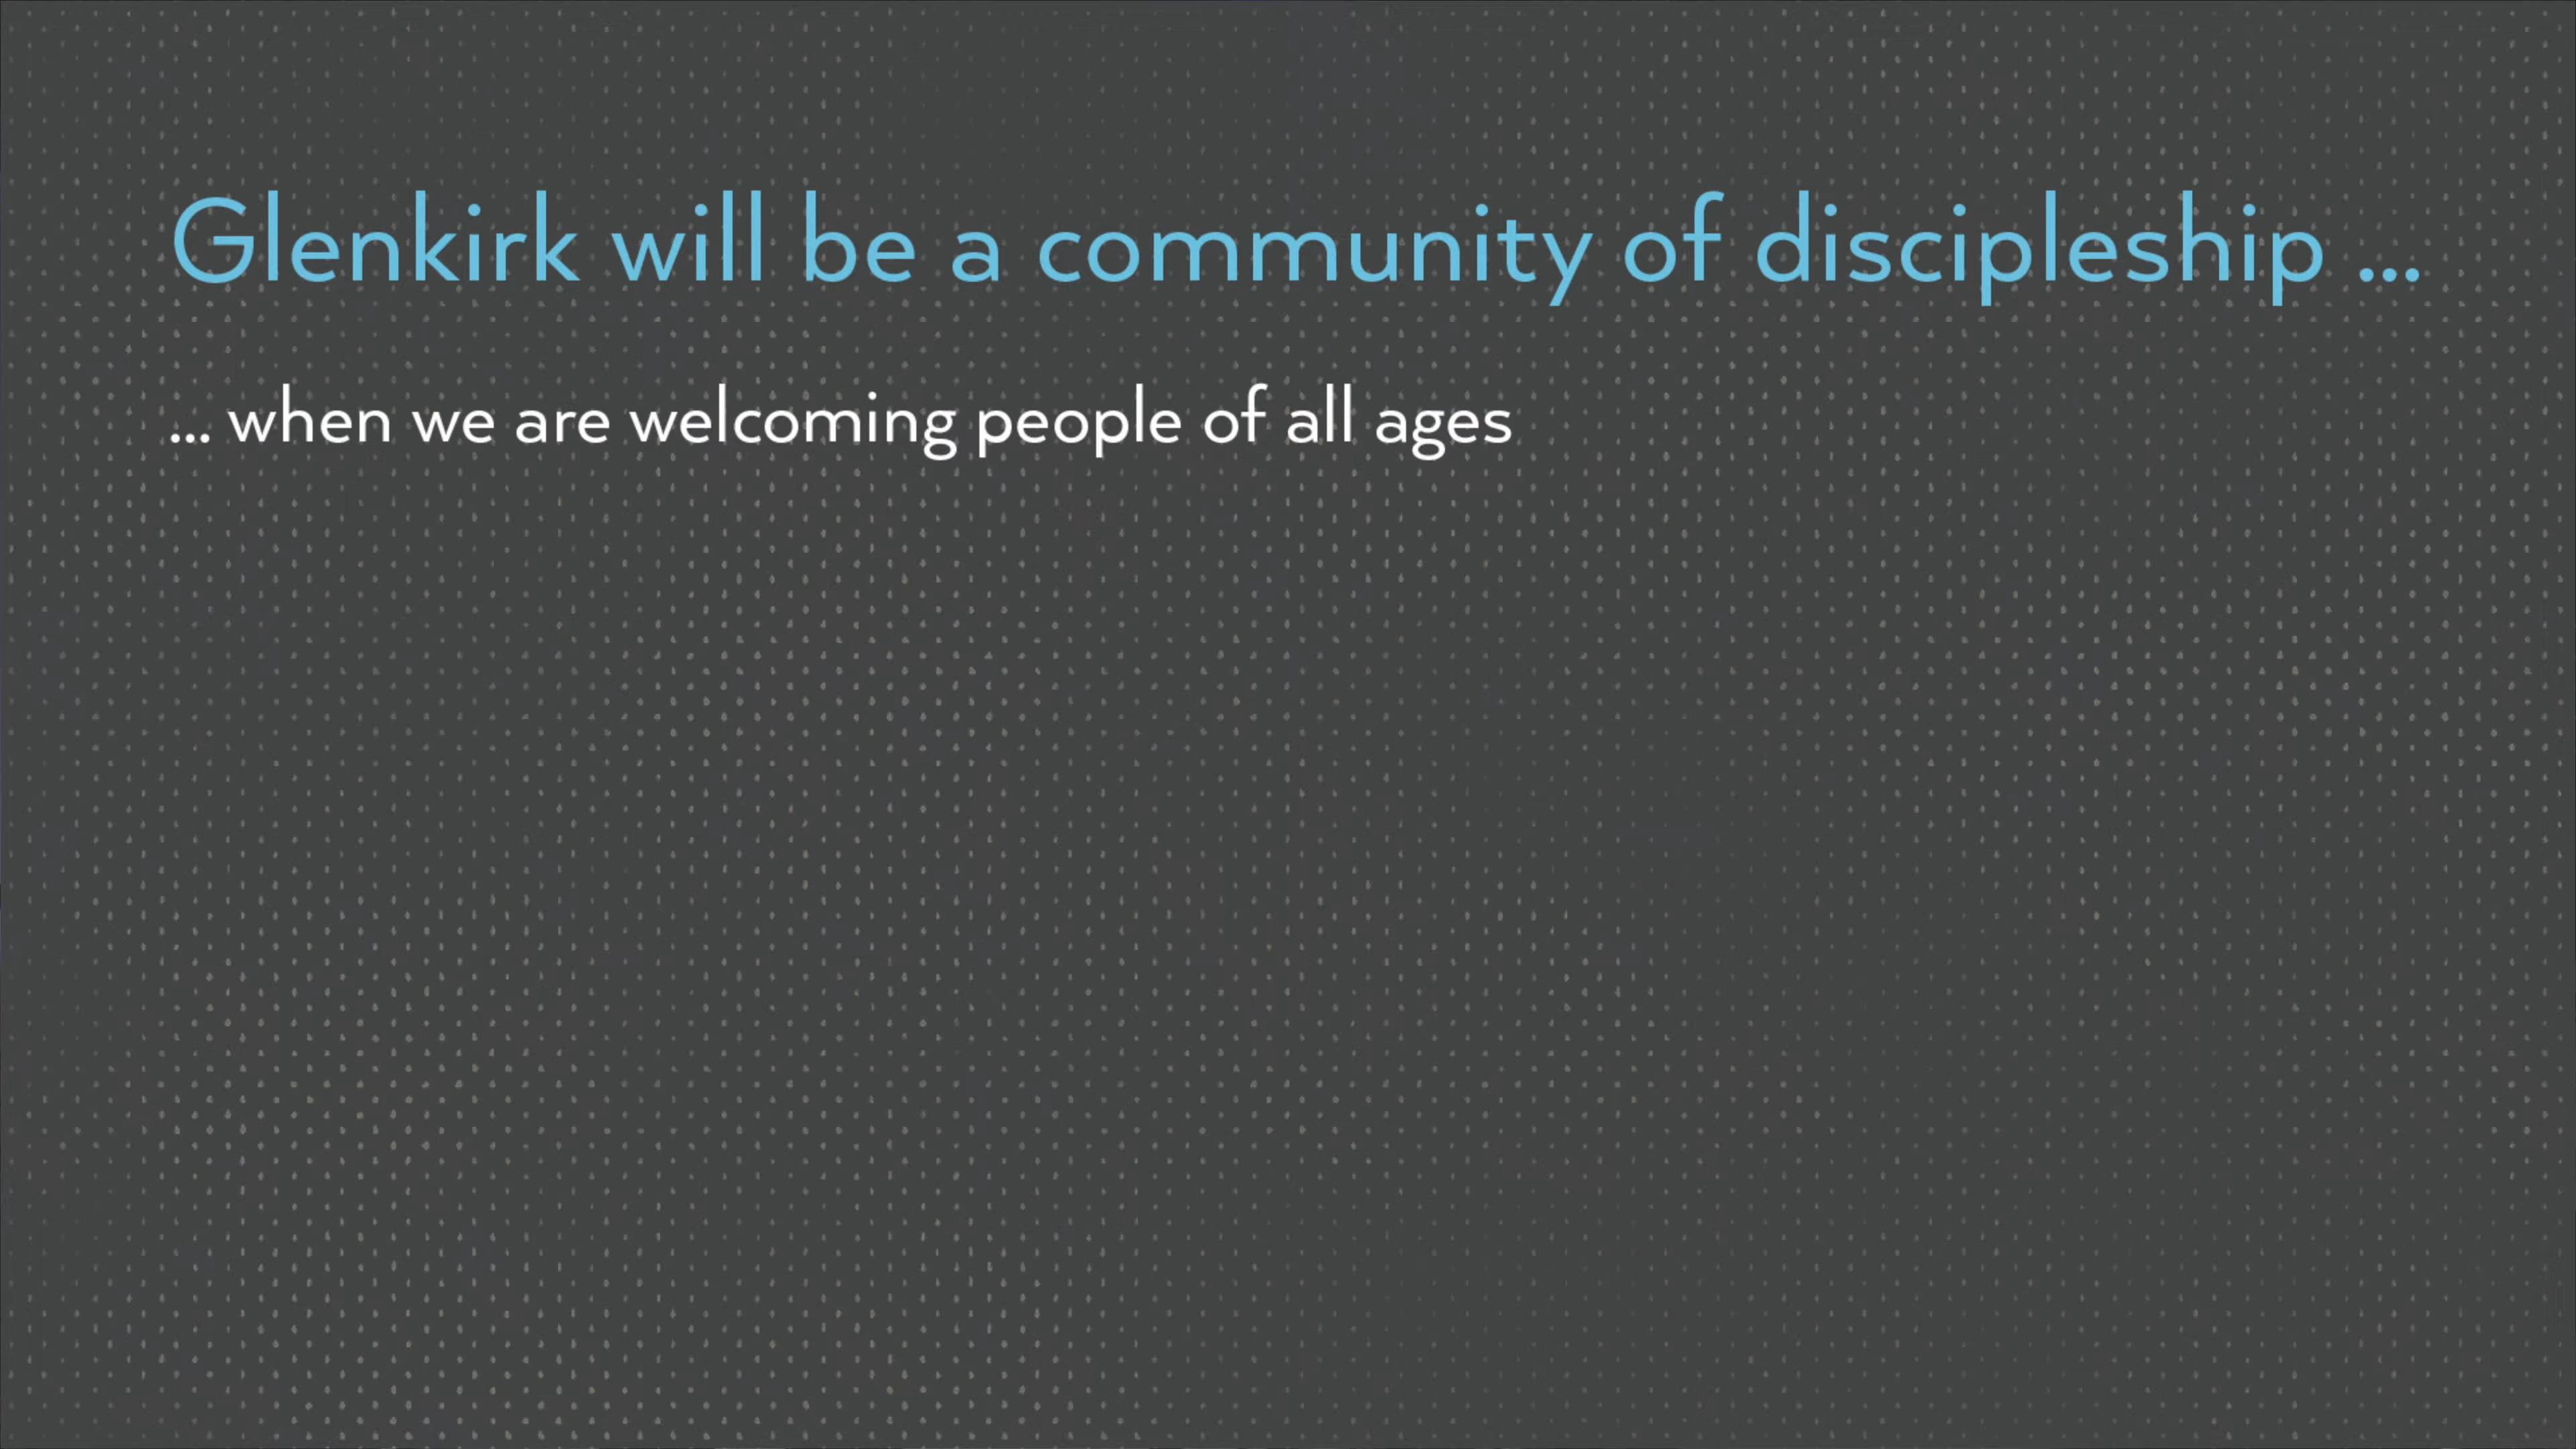 Glenkirk will be a community of discipleship ...
... when we are welcoming people of all ages